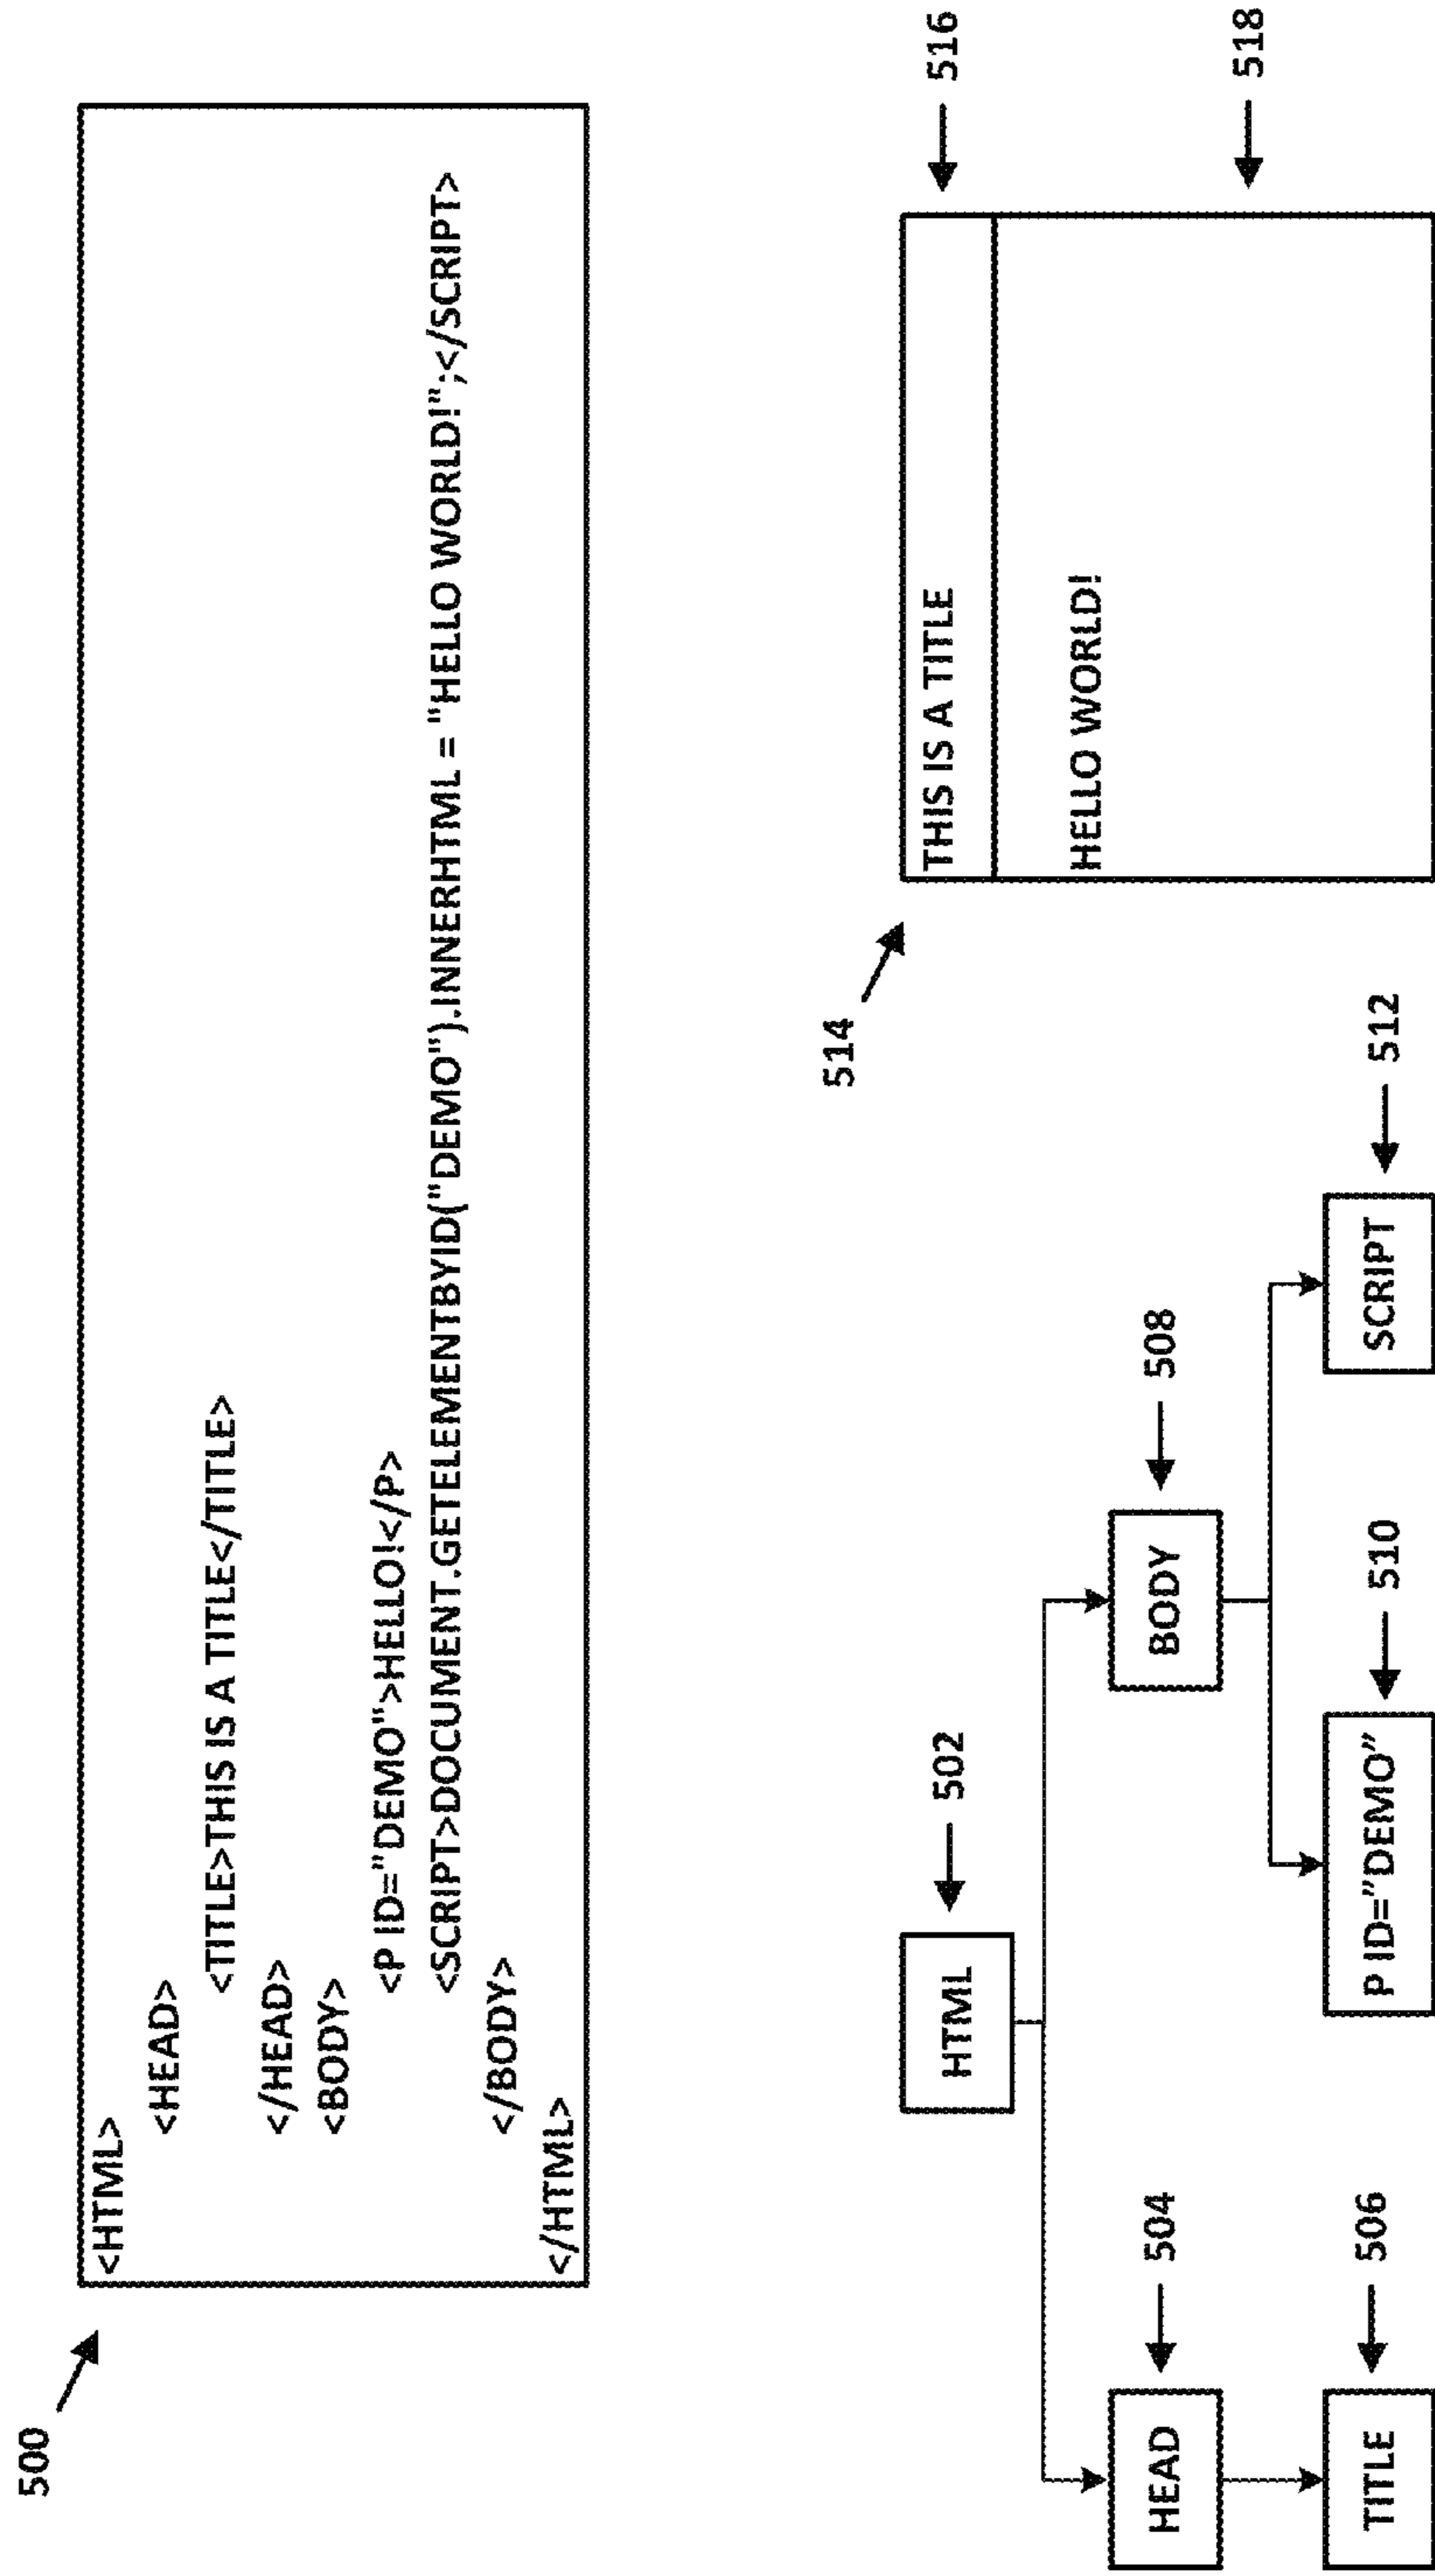 500
<HTML>
<HEAD>
<TITLE>THIS IS A TITLE</TITLE>
</HEAD>
<BODY>
<P ID="DEMO">HELLO!</P>
<SCRIPT>DOCUMENT.GETELEMENTBYID("DEMO").INNERHTML = "HELLO WORLD!";</SCRIPT>
</BODY>
</HTML>
HTML
502
HEAD
504
BODY
508
TITLE
506
P ID="DEMO"
510
SCRIPT
512
514
THIS IS A TITLE
516
HELLO WORLD!
518